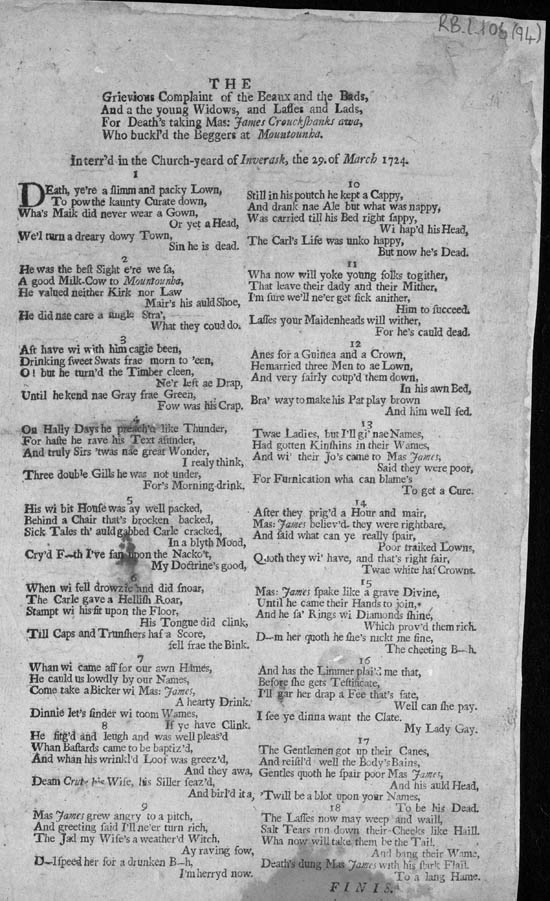 RB.l.106(94)
THE
Grievious Complaint of the Beaux and the Bads,
And a the young Widows, and Lasses and Lads,
For Death's taking Mas: James Crouckshanks awa,
Who buckl'd the Beggers at Mountounha.
Interr'd in the Church-yeard of Inverask, the 29. of March 1724.
1
DEath, ye're a slimm and packy Lown,
To pow the kaunty Curate down,
Wha's Maik did never wear a Gown,
Or yet a Head,
We'l turn a dreary dowy Town,
Sin he is dead.
2
He was the best Sight e're we sa,
A good Milk-Cow to Mountounha,
He valued neither Kirk nor Law
Mair's his auld Shoe,
He did nae care a single Stra',
What they coud do.
3
Aft have wi with him cagie been,
Drinking sweet Swats frae morn to 'een,
O! but he turn'd the Timber cleen,
Ne'r left ae Drap,
Until he kend nae Gray frae Green,
Fow was his Crap.
4
On Hally Days he preach'd like Thunder,
For haste he rave his Text asunder,
And truly Sirs 'twas nae great Wonder,
I realy think,
Three double Gills he was not under,
For's Morning-drink.
5
His wi bit House was ay well packed,
Behind a Chair that's brocken backed,
Sick Tales th' auld gabbed Carle cracked,
In a blyth Mood,
Cry'd F--th I've san upon the Nacko't,
My Doctrine's good,
6
When wi fell drowzie and did snoar,
The Carle gave a Hellish Roar,
Stampt wi his fit upon the Floor,
His Tongue did clink,
Till Caps and Trunshers haf a Score,
fell frae the Bink.
7
Whan wi came aff for our awn Hames,
He cauld us lowdly by our Names,
Come take a Bicker wi Mas: James,
A hearty Drink.
Dinnie let's sinder wi toom Wames,
If ye have Clink.
8
He fitg'd and leugh and was well pleas'd
Whan Bastards came to be baptiz'd,
And whan his wrinkl'd Loof was greez'd,
And they awa,
Deam his Wife, his Siller seaz'd,
And birl'd it a,
9
Mas James grew angry to a pitch,
And greeting said I'll ne'er turn rich,
The Jad my Wife's a weather'd Witch,
Ay raving fow,
D--l speed her for a drunken B--h,
I'm herryd now.
10
Still in his poutch he kept a Cappy,
And drank nae Ale but what was nappy,
Was carried till his Bed right sappy,
Wi hap'd his Head,
The Carl's Life was unko happy,
But now he's Dead.
11
Wha now will yoke young folks togither,
That leave their dady and their Mither,
I'm sure we'll ne'er get sick anither,
Him to succeed.
Lasses your Maidenheads will wither,
For he's cauld dead.
12
Anes for a Guinea and a Crown,
He married three Men to ae Lown,
And very fairly coup'd them down,
In his awn Bed,
Bra' way to make his Pat play brown
And him well fed.
13
Twae Ladies, but I'll gi' nae Names,
Had gotten Kinshins in their Wames,
And wi' their Jo's came to Mas James,
Said they were poor,
For Furnication wha can blame's
To get a Cure.
14
After they prig'd a Hour and mair,
Mas: James believ'd they were right bare,
And said what can ye really spair,
Poor traiked Lowns,
Quoth they wi' have, and that's right fair,
Twae white haf Crowns.
15
Mas: James spake like a grave Divine,
Until he came their Hands to join,
And he sa' Rings wi Diamonds shine,
Which prov'd them rich.
D--m her quoth he she's nickt me fine,
The cheeting B--h.
16
And has the Limmer plai'd me that,
Before she gets Testificate,
I'll gar her drap a Fee that's fate,
Well can she pay.
I see ye dinna want the Clate.
My Lady Gay.
17
The Gentlemen got up their Canes,
And reisl'd well the Body's Bains,
Gentles quoth he spair poor Mas James,
And his auld Head,
'Twill be a blot upon your Names,
To be his Dead.
18
The Lasses now may weep and waill,
Salt Tears run down their Cheeks like Haill.
Wha now will take them be the Tail,
And bang their Wame,
Death's dung Mas James with his stark Flail.
To a lang Hame.
FINIS.